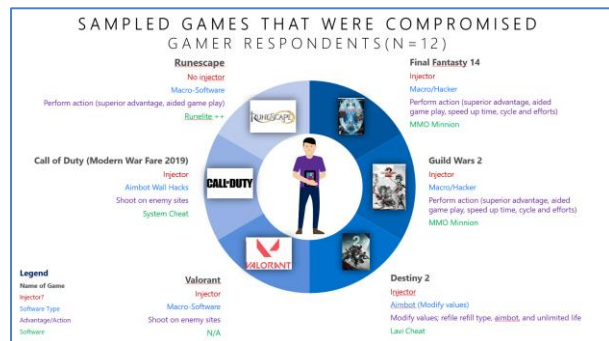 SAMPLED GAMES THAT WERE COMPROMISED
GAMER RESPONDENTS(N=12)
Runescape
No injector
Macro-Software
Perform action (superior advantage, aided game play)
Runelite ++
Final Fantasty 14
Injector
Macro/Hacker
Perform action (superior advantage, aided
game play, speed up time, cycle and efforts)
MMO Minnion
RUNESCAPE
Call of Duty (Modern War Fare 2019)
Injector
Aimbot Wall Hacks
Shoot on enemy sites
System Cheat
CALL OF DUTY
Guild Wars 2
Injector
Macro/Hacker
Perform action (superior advantage, aided
game play, speed up time, cycle and efforts)
MMO Minnion
VALORANT
Valorant
Injector
Macro-Software
Shoot on enemy sites
N/A
Destiny 2
Injector
Aimbot (Modify values)
Modify values; refile refill type, aimbot, and unlimited life
Lavi Cheat
Legend
Name of Game
Injector?
Software Type
Advantage/Action
Software